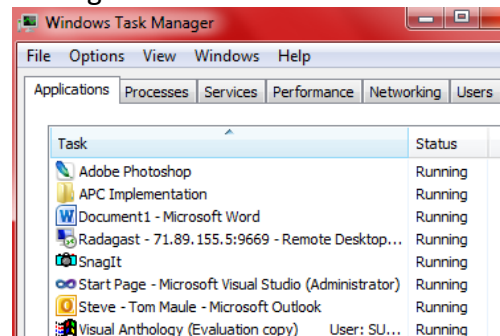 Windows Task Manager
File Options View Windows Help
Applications Processes Services Performance Networking Users
Task Status
Adobe Photoshop Running
APC Implementation Running
Document1 - Microsoft Word Running
Radagast - 71.89.155.5:9669 - Remote Desktop... Running
SnagIt Running
Start Page - Microsoft Visual Studio (Administrator) Running
Steve - Tom Maule - Microsoft Outlook Running
Visual Anthology (Evaluation copy) User: SU... Running